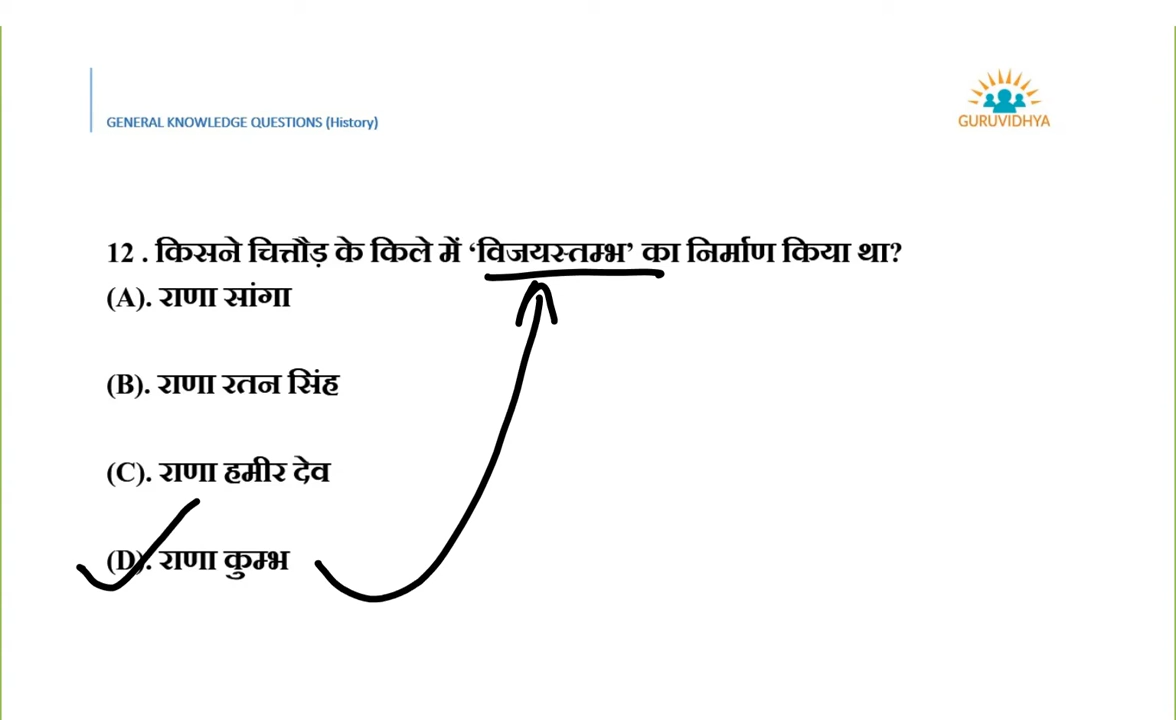 GENERAL KNOWLEDGE QUESTIONS (History)
GURUVIDHYA
12 . किसने चित्तौड़ के किले में ‘विजयस्तम्भ’ का निर्माण किया था?
(A). राणा सांगा
(B). राणा रतन सिंह
(C). राणा हमीर देव
(D). राणा कुम्भ